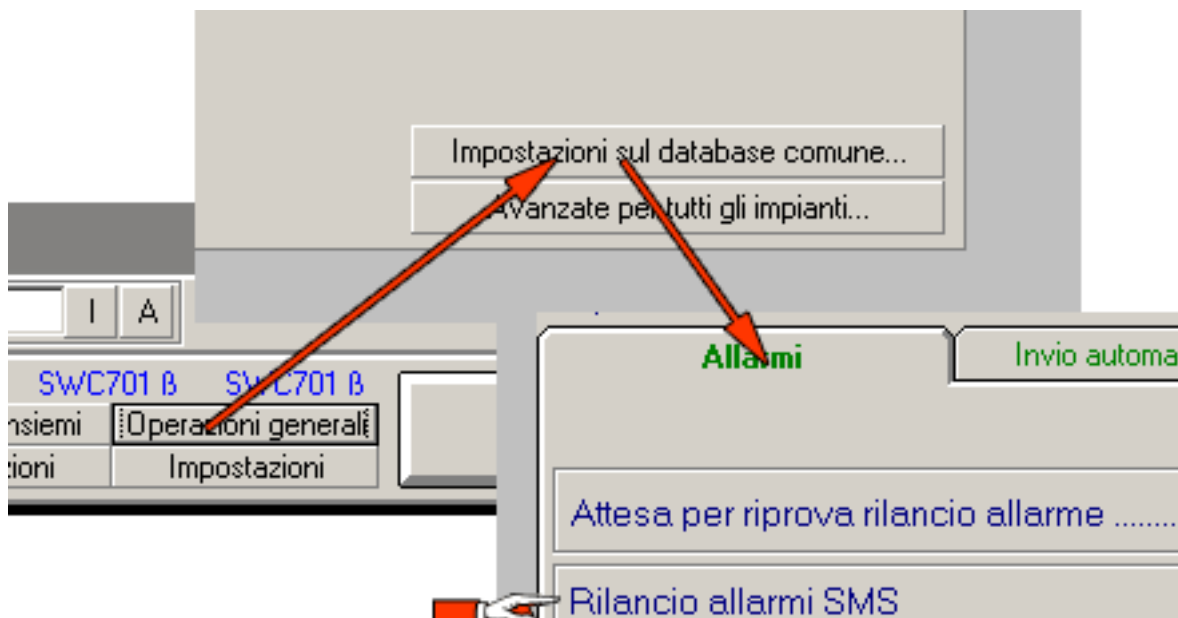 Impostazioni sul database comune...
Avanzate per tutti gli impianti...
I A
SWC701 ß SWC701 ß
nsiemi Operazioni generali
zioni Impostazioni
Allarmi Invio automa
Attesa per riprova rilancio allarme ........
Rilancio allarmi SMS